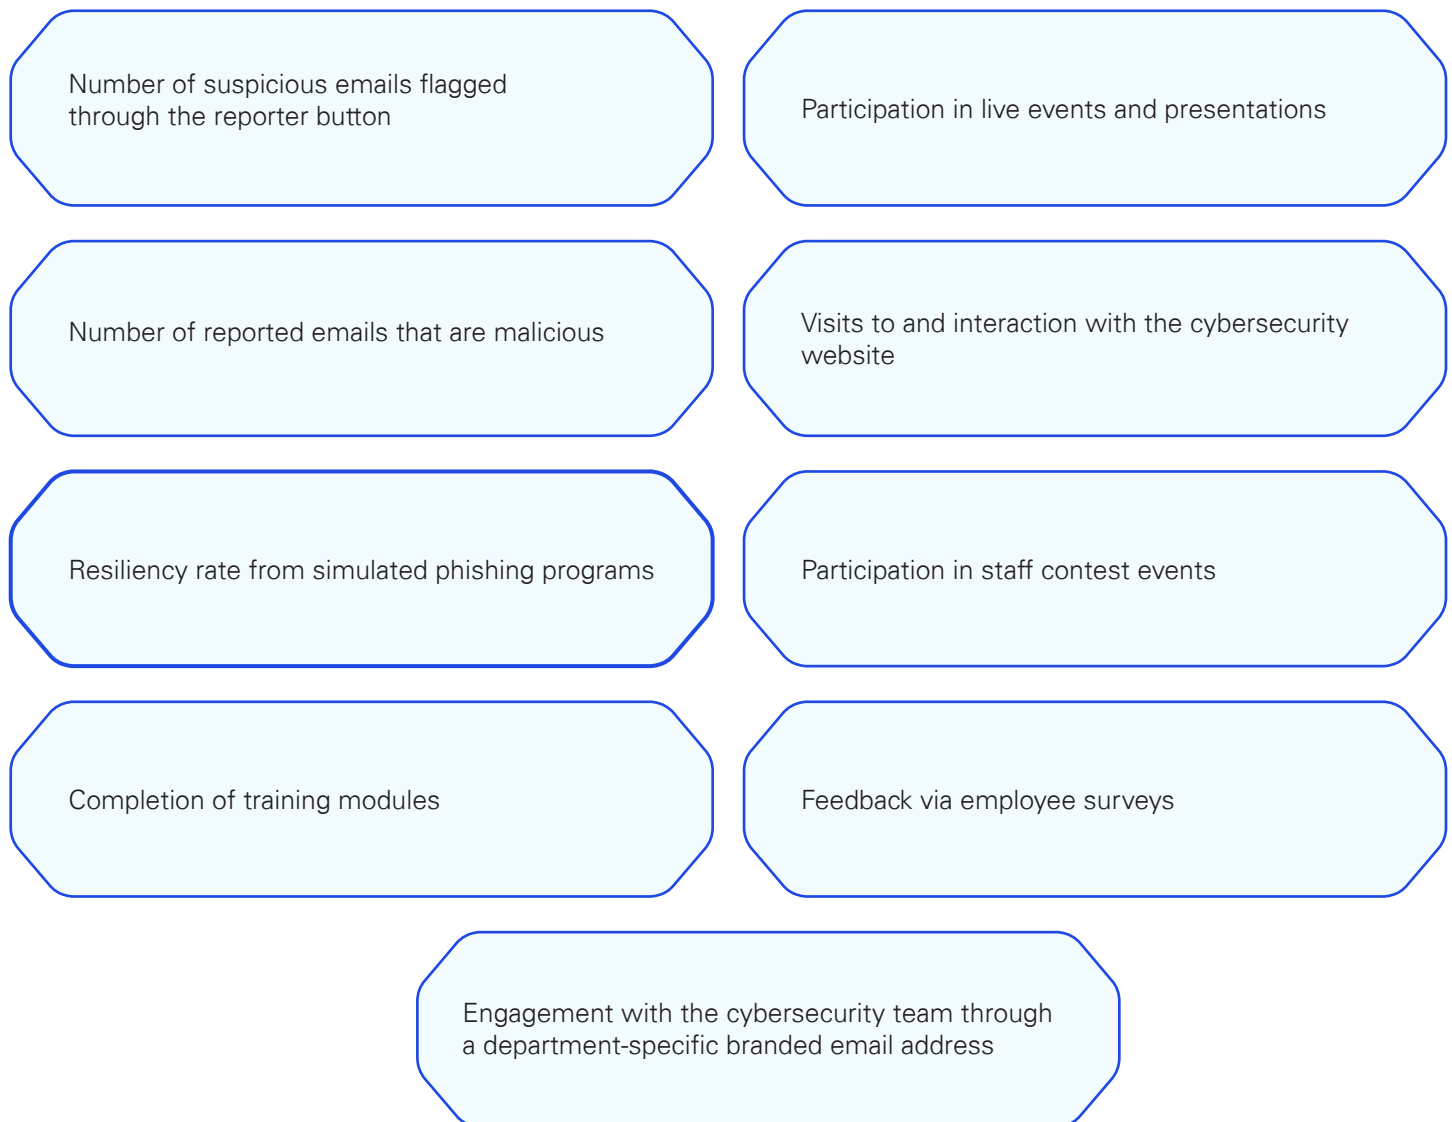 Number of suspicious emails flagged
through the reporter button
Participation in live events and presentations
Number of reported emails that are malicious
Visits to and interaction with the cybersecurity
website
Resiliency rate from simulated phishing programs
Participation in staff contest events
Completion of training modules
Feedback via employee surveys
Engagement with the cybersecurity team through
a department-specific branded email address